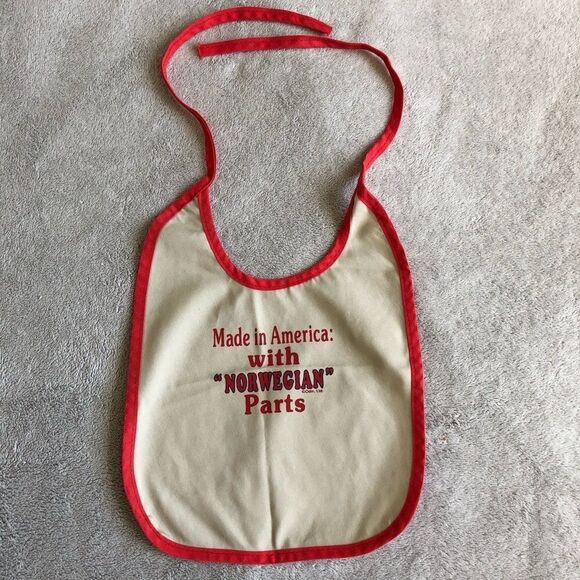 Made in America:
with
"NORWEGIAN"
Parts